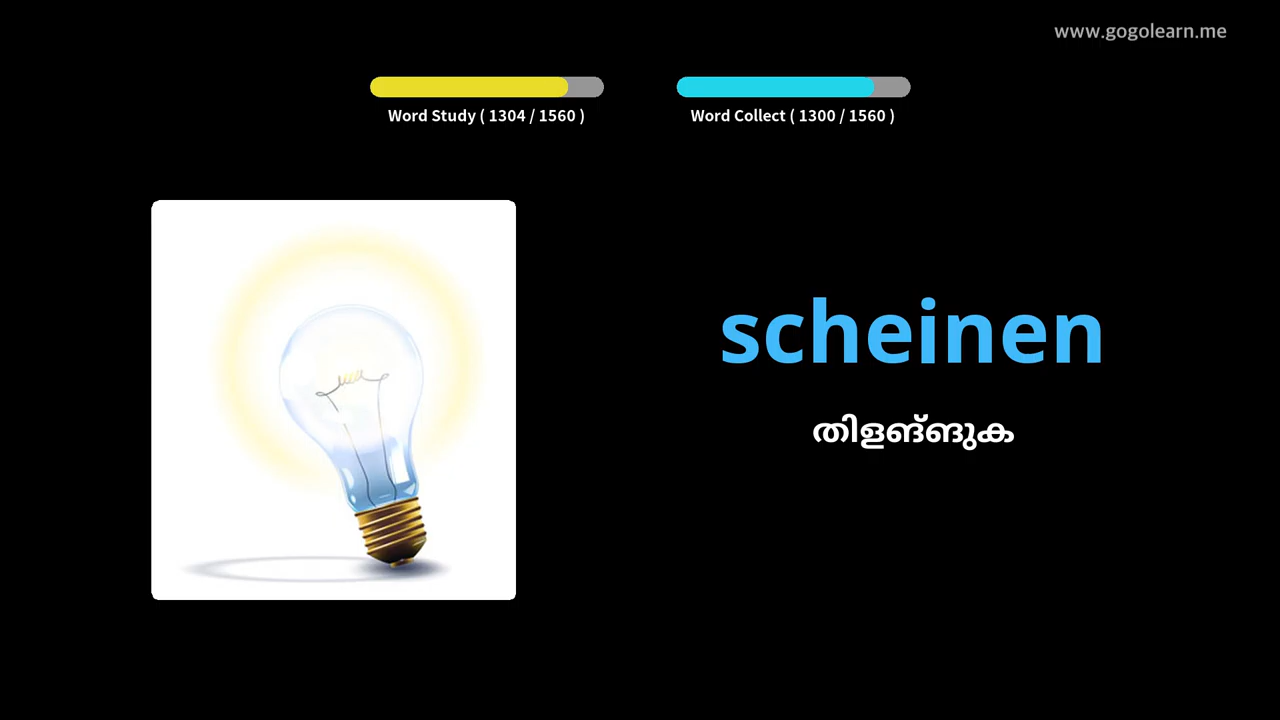 www.gogolearn.me
Word Study ( 1304 / 1560 )
Word Collect ( 1300 / 1560 )
scheinen
തിളങ്ങുക